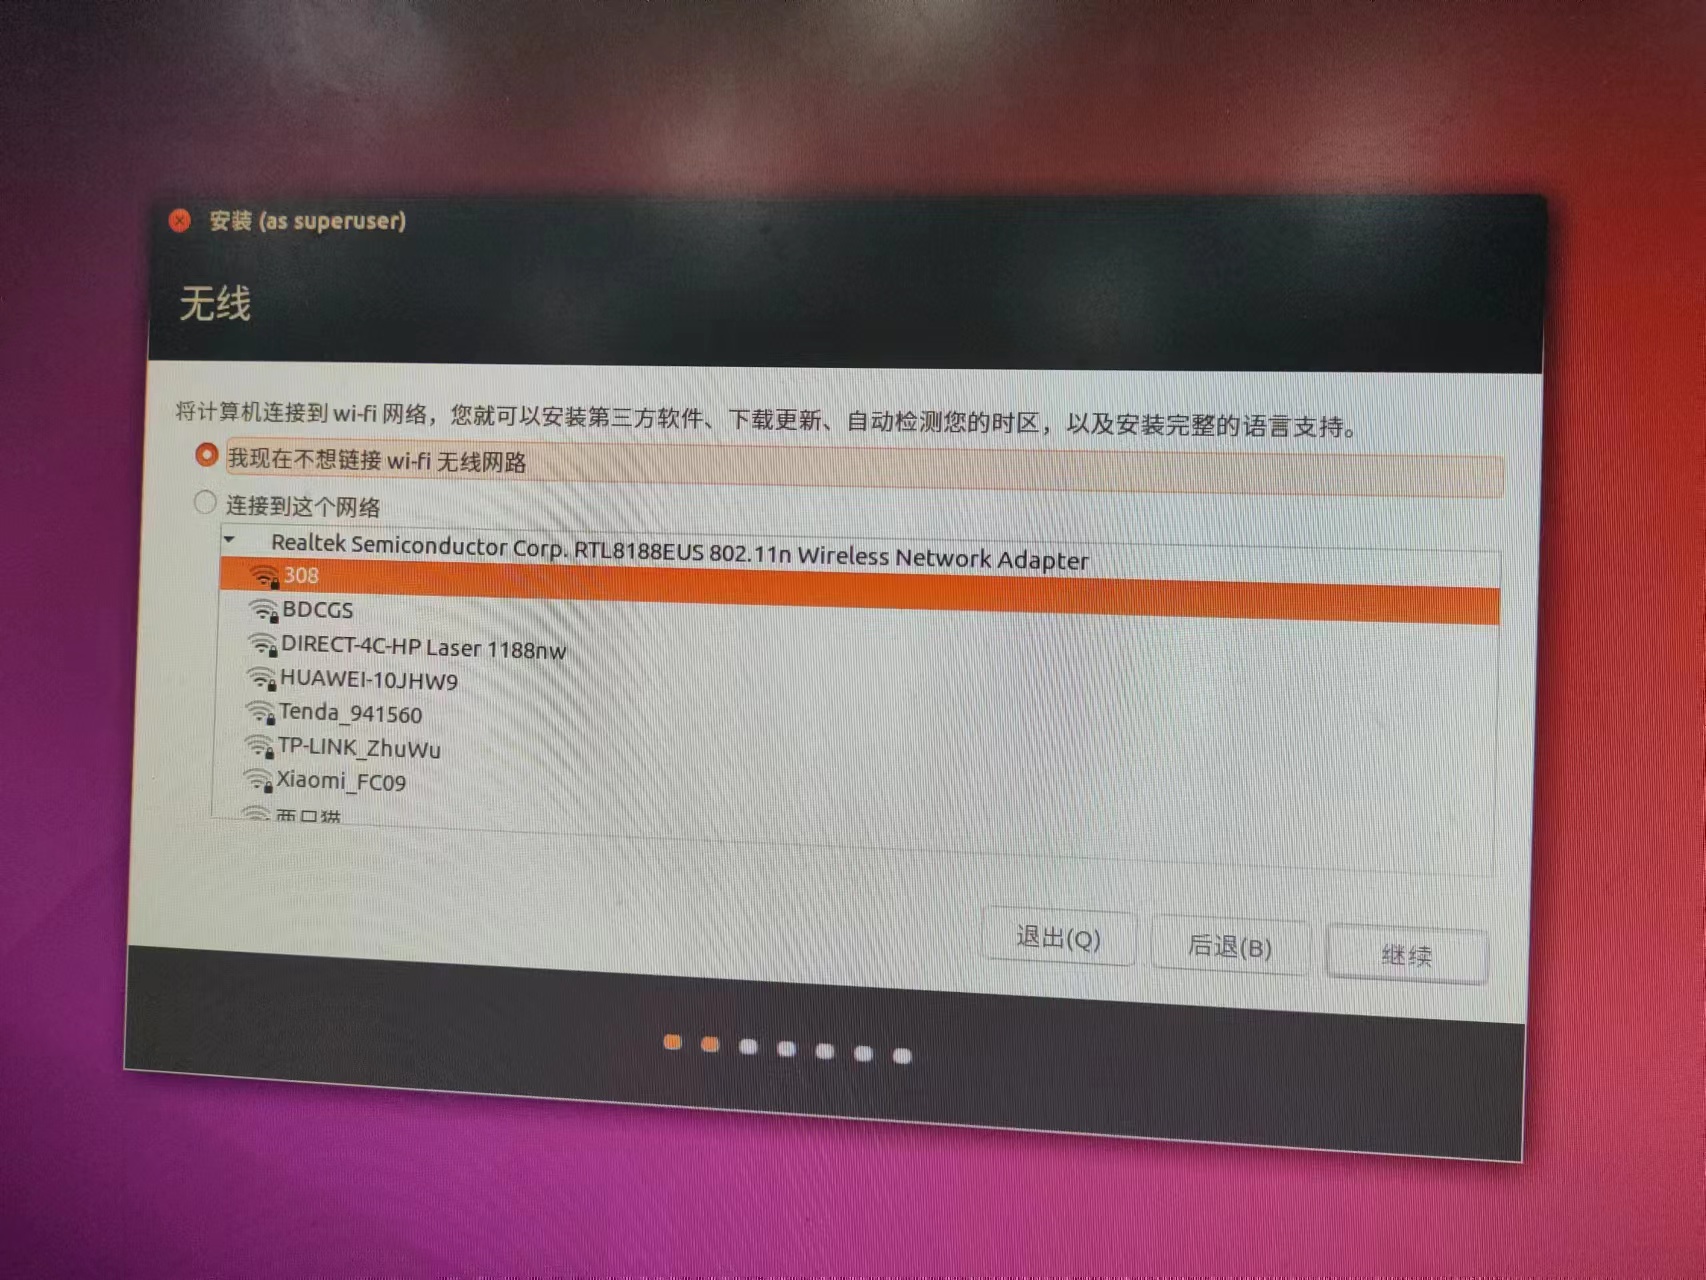 安装 (as superuser)
无线
将计算机连接到 wi-fi 网络，您就可以安装第三方软件、下载更新、自动检测您的时区，以及安装完整的语言支持。
我现在不想链接 wi-fi 无线网路
连接到这个网络
Realtek Semiconductor Corp. RTL8188EUS 802.11n Wireless Network Adapter
308
BDCGS
DIRECT-4C-HP Laser 1188nw
HUAWEI-10JHW9
Tenda_941560
TP-LINK_ZhuWu
Xiaomi_FC09
两只猫
退出(Q)
后退(B)
继续